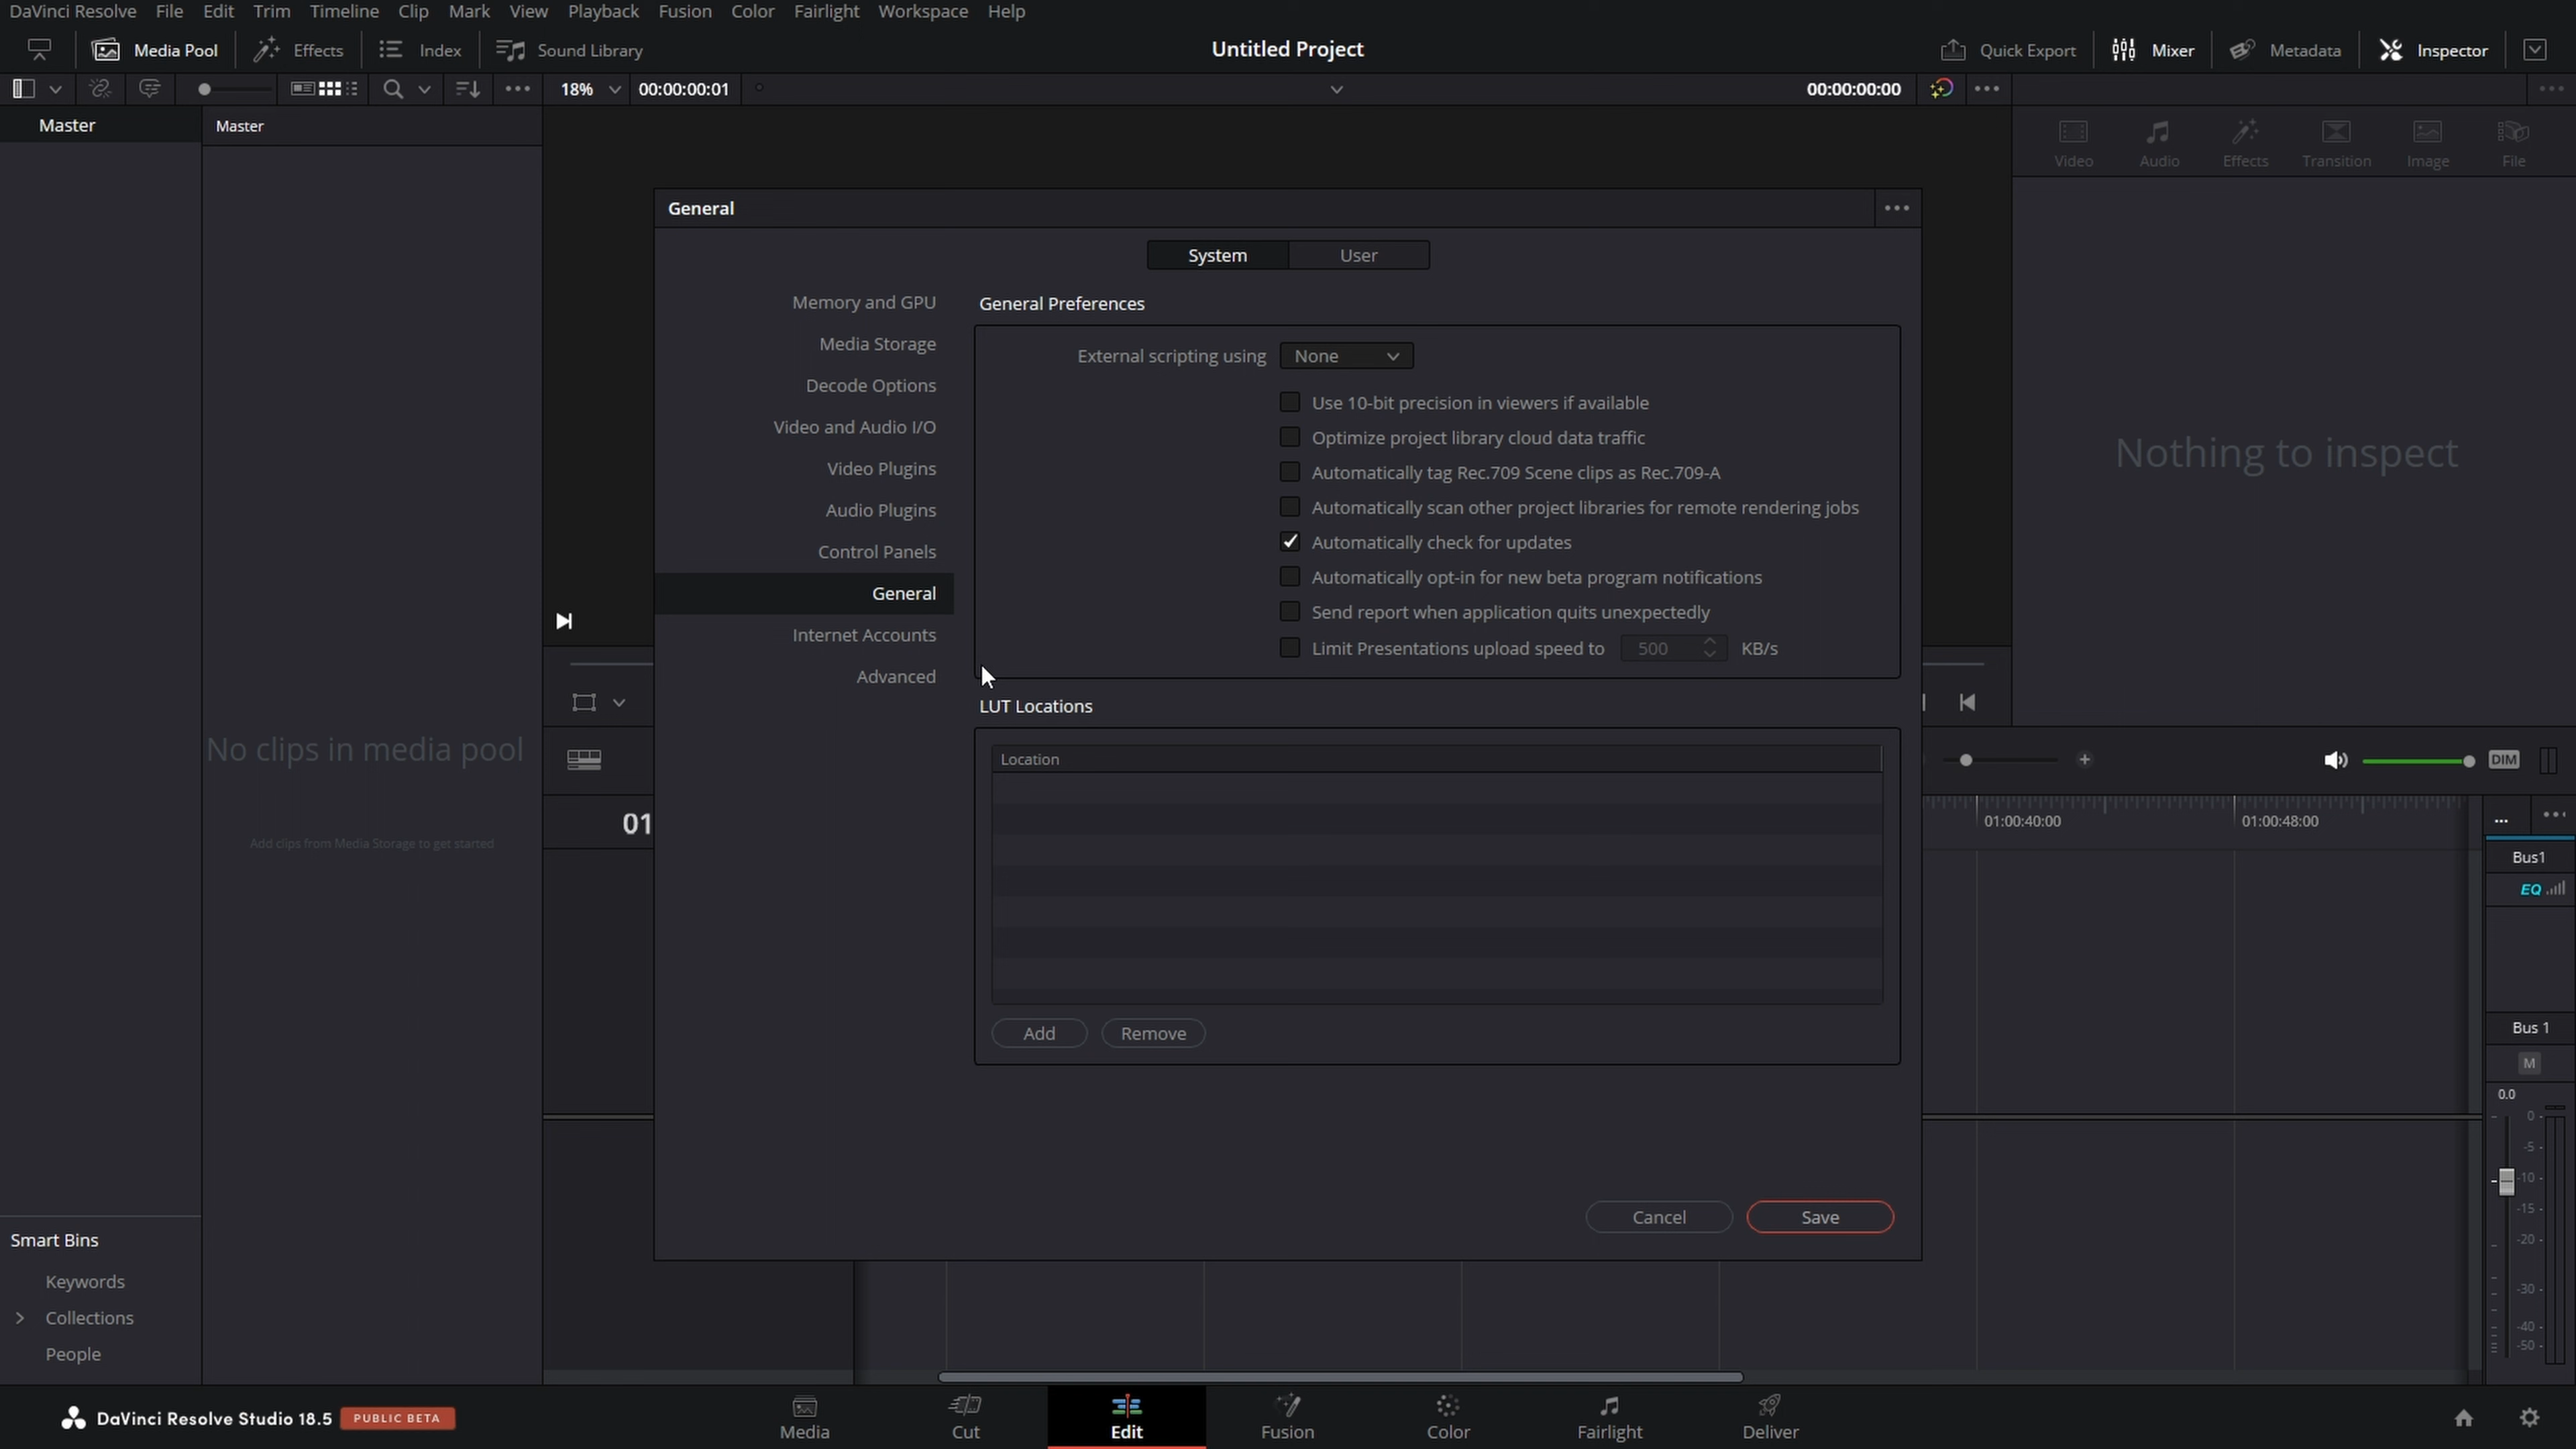 DaVinci Resolve File Edit Trim Timeline Clip Mark View Playback Fusion Color Fairlight Workspace Help
Media Pool Effects Index Sound Library Untitled Project Quick Export Mixer Metadata Inspector
18% 00:00:00:01 00:00:00:00
Master Master
Video Audio Effects Transition Image File
General
System User
Memory and GPU
Media Storage
Decode Options
Video and Audio I/O
Video Plugins
Audio Plugins
Control Panels
General
Internet Accounts
Advanced
General Preferences
External scripting using None
Use 10-bit precision in viewers if available
Optimize project library cloud data traffic
Automatically tag Rec.709 Scene clips as Rec.709-A
Automatically scan other project libraries for remote rendering jobs
Automatically check for updates
Automatically opt-in for new beta program notifications
Send report when application quits unexpectedly
Limit Presentations upload speed to 500 KB/s
LUT Locations
Location
Add Remove
Cancel Save
Nothing to inspect
No clips in media pool
Add clips from Media Storage to get started
DIM
01
01:00:40:00 01:00:48:00
Bus1
EQ
Bus 1
M
0.0
0
-5
-10
-15
-20
-30
-40
-50
Smart Bins
Keywords
Collections
People
DaVinci Resolve Studio 18.5 PUBLIC BETA
Media Cut Edit Fusion Color Fairlight Deliver